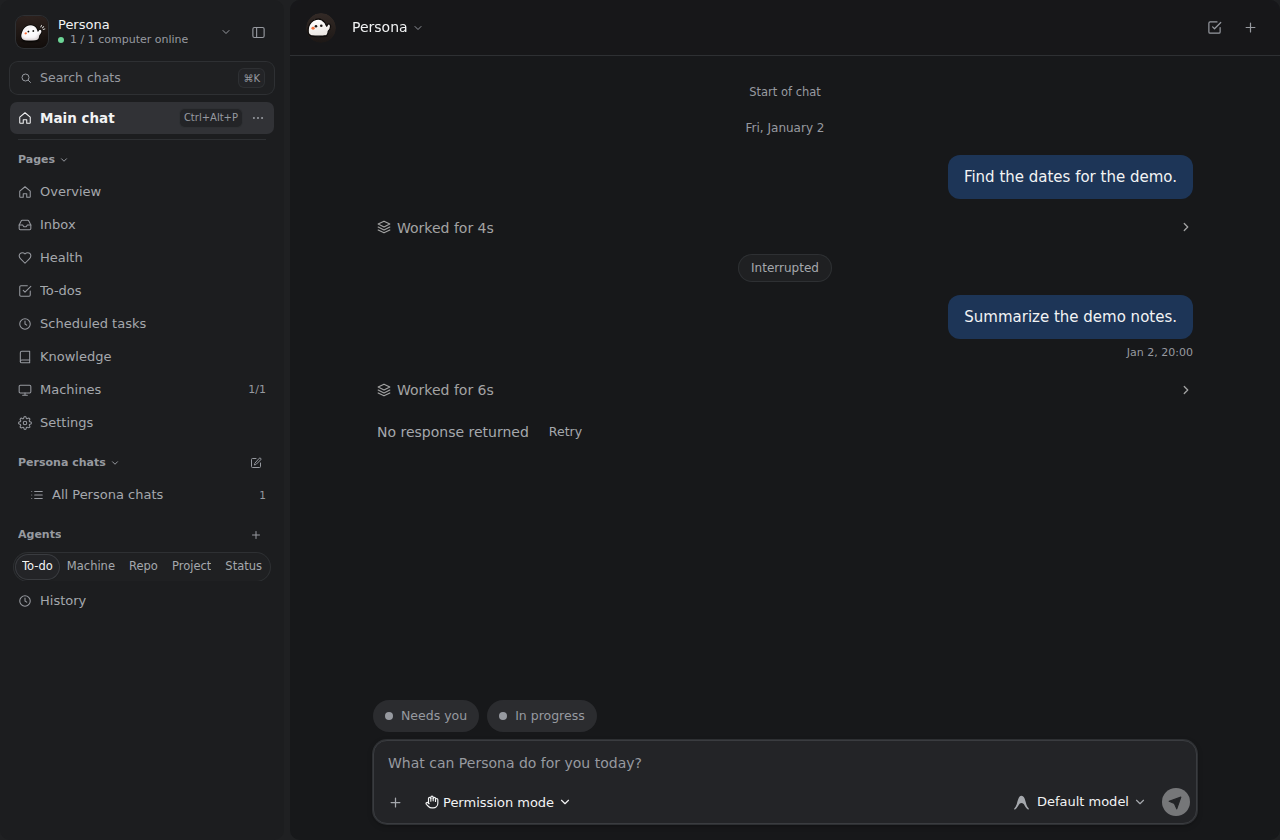 Persona
1 / 1 computer online
Search chats
⌘K
Main chat
Ctrl+Alt+P
Pages
Overview
Inbox
Health
To-dos
Scheduled tasks
Knowledge
Machines
1/1
Settings
Persona chats
All Persona chats
1
Agents
To-do
Machine
Repo
Project
Status
History
Persona
Start of chat
Fri, January 2
Find the dates for the demo.
Worked for 4s
Interrupted
Summarize the demo notes.
Jan 2, 20:00
Worked for 6s
No response returned
Retry
Needs you
In progress
What can Persona do for you today?
Permission mode
Default model